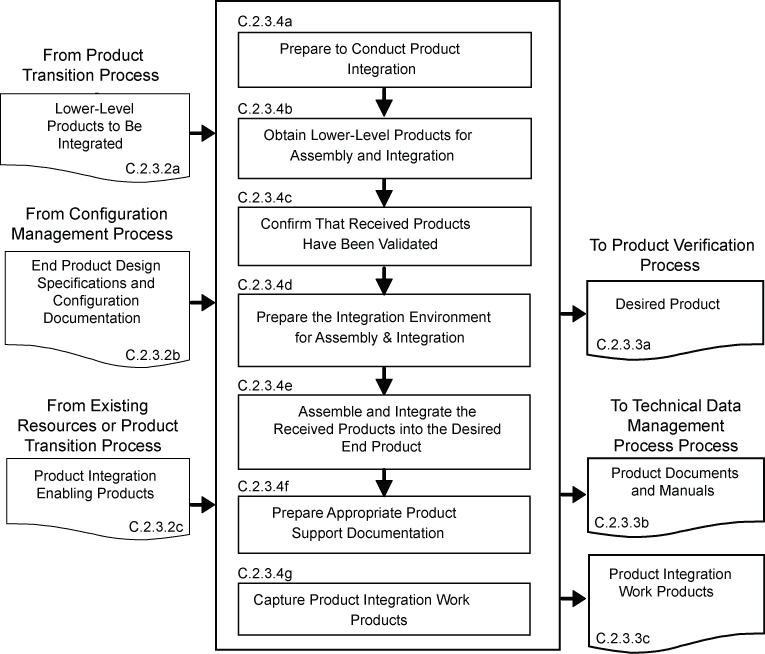 From Product
Transition Process
Lower-Level
Products to Be
Integrated
C.2.3.2a
From Configuration
Management Process
End Product Design
Specifications and
Configuration
Documentation
C.2.3.2b
From Existing
Resources or Product
Transition Process
Product Integration
Enabling Products
C.2.3.2c
C.2.3.4a
Prepare to Conduct Product
Integration
C.2.3.4b
Obtain Lower-Level Products for
Assembly and Integration
C.2.3.4c
Confirm That Received Products
Have Been Validated
C.2.3.4d
Prepare the Integration Environment
for Assembly & Integration
C.2.3.4e
Assemble and Integrate the
Received Products into the Desired
End Product
C.2.3.4f
Prepare Appropriate Product
Support Documentation
C.2.3.4g
Capture Product Integration Work
Products
To Product Verification
Process
Desired Product
C.2.3.3a
To Technical Data
Management
Process Process
Product Documents
and Manuals
C.2.3.3b
Product Integration
Work Products
C.2.3.3c